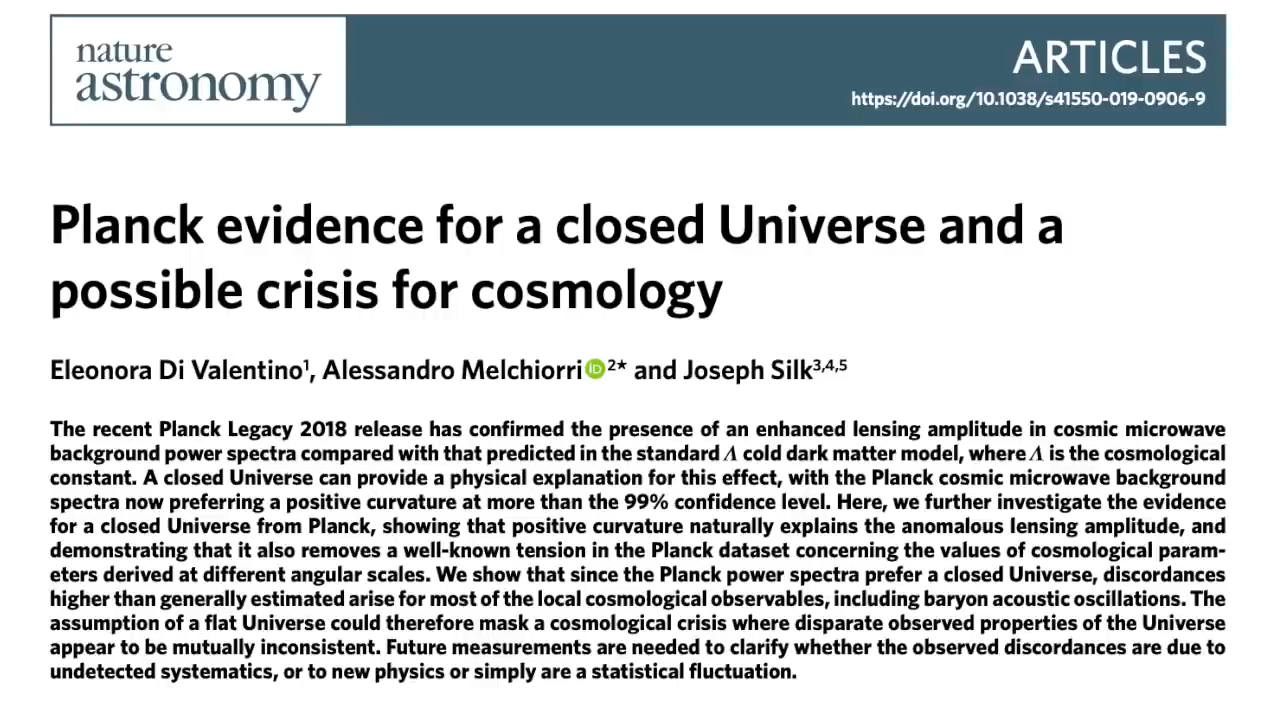 nature
astronomy
ARTICLES
https://doi.org/10.1038/s41550-019-0906-9
Planck evidence for a closed Universe and a
possible crisis for cosmology
Eleonora Di Valentino¹, Alessandro Melchiorri iD ²★ and Joseph Silk³,⁴,⁵
The recent Planck Legacy 2018 release has confirmed the presence of an enhanced lensing amplitude in cosmic microwave
background power spectra compared with that predicted in the standard Λ cold dark matter model, where Λ is the cosmological
constant. A closed Universe can provide a physical explanation for this effect, with the Planck cosmic microwave background
spectra now preferring a positive curvature at more than the 99% confidence level. Here, we further investigate the evidence
for a closed Universe from Planck, showing that positive curvature naturally explains the anomalous lensing amplitude, and
demonstrating that it also removes a well-known tension in the Planck dataset concerning the values of cosmological param-
eters derived at different angular scales. We show that since the Planck power spectra prefer a closed Universe, discordances
higher than generally estimated arise for most of the local cosmological observables, including baryon acoustic oscillations. The
assumption of a flat Universe could therefore mask a cosmological crisis where disparate observed properties of the Universe
appear to be mutually inconsistent. Future measurements are needed to clarify whether the observed discordances are due to
undetected systematics, or to new physics or simply are a statistical fluctuation.